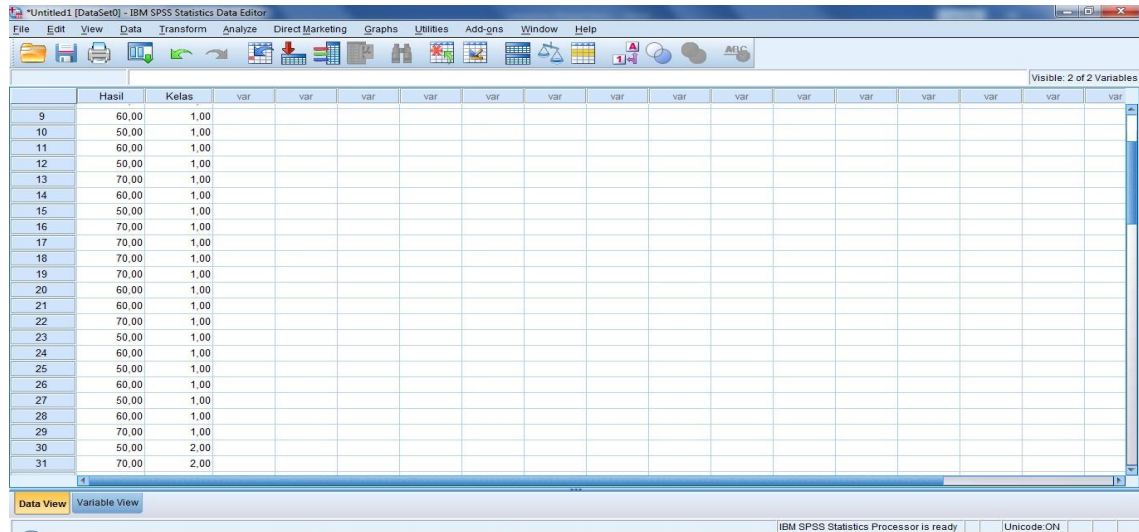 *Untitled1 [DataSet0] - IBM SPSS Statistics Data Editor
File Edit View Data Transform Analyze Direct Marketing Graphs Utilities Add-ons Window Help
Visible: 2 of 2 Variables
Hasil Kelas var var var var var var var var var var var var var var
9 60,00 1,00
10 50,00 1,00
11 60,00 1,00
12 50,00 1,00
13 70,00 1,00
14 60,00 1,00
15 50,00 1,00
16 70,00 1,00
17 70,00 1,00
18 70,00 1,00
19 70,00 1,00
20 60,00 1,00
21 60,00 1,00
22 70,00 1,00
23 50,00 1,00
24 60,00 1,00
25 50,00 1,00
26 60,00 1,00
27 50,00 1,00
28 60,00 1,00
29 70,00 1,00
30 50,00 2,00
31 70,00 2,00
Data View Variable View
IBM SPSS Statistics Processor is ready Unicode:ON